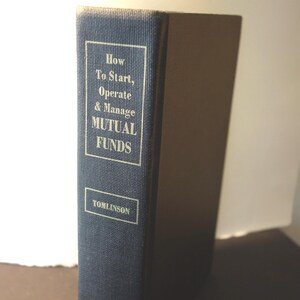 How
To Start,
Operate
& Manage
MUTUAL
FUNDS
TOMLINSON